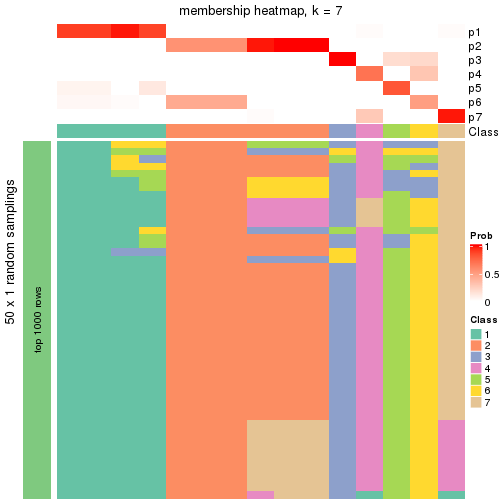 membership heatmap, k = 7
p1
p2
p3
p4
p5
p6
p7
Class
50 x 1 random samplings
top 1000 rows
Prob
1
0.5
0
Class
1
2
3
4
5
6
7